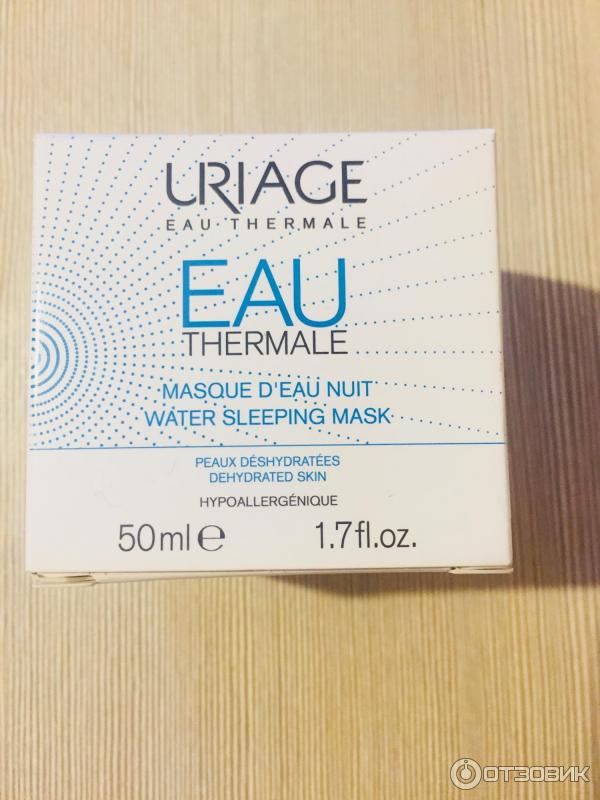 URIAGE
EAU THERMALE
EAU
THERMALE
MASQUE D'EAU NUIT
WATER SLEEPING MASK
PEAUX DÉSHYDRATÉES
DEHYDRATED SKIN
HYPOALLERGÉNIQUE
50ml e 1.7fl.oz.
ОТЗОВИК